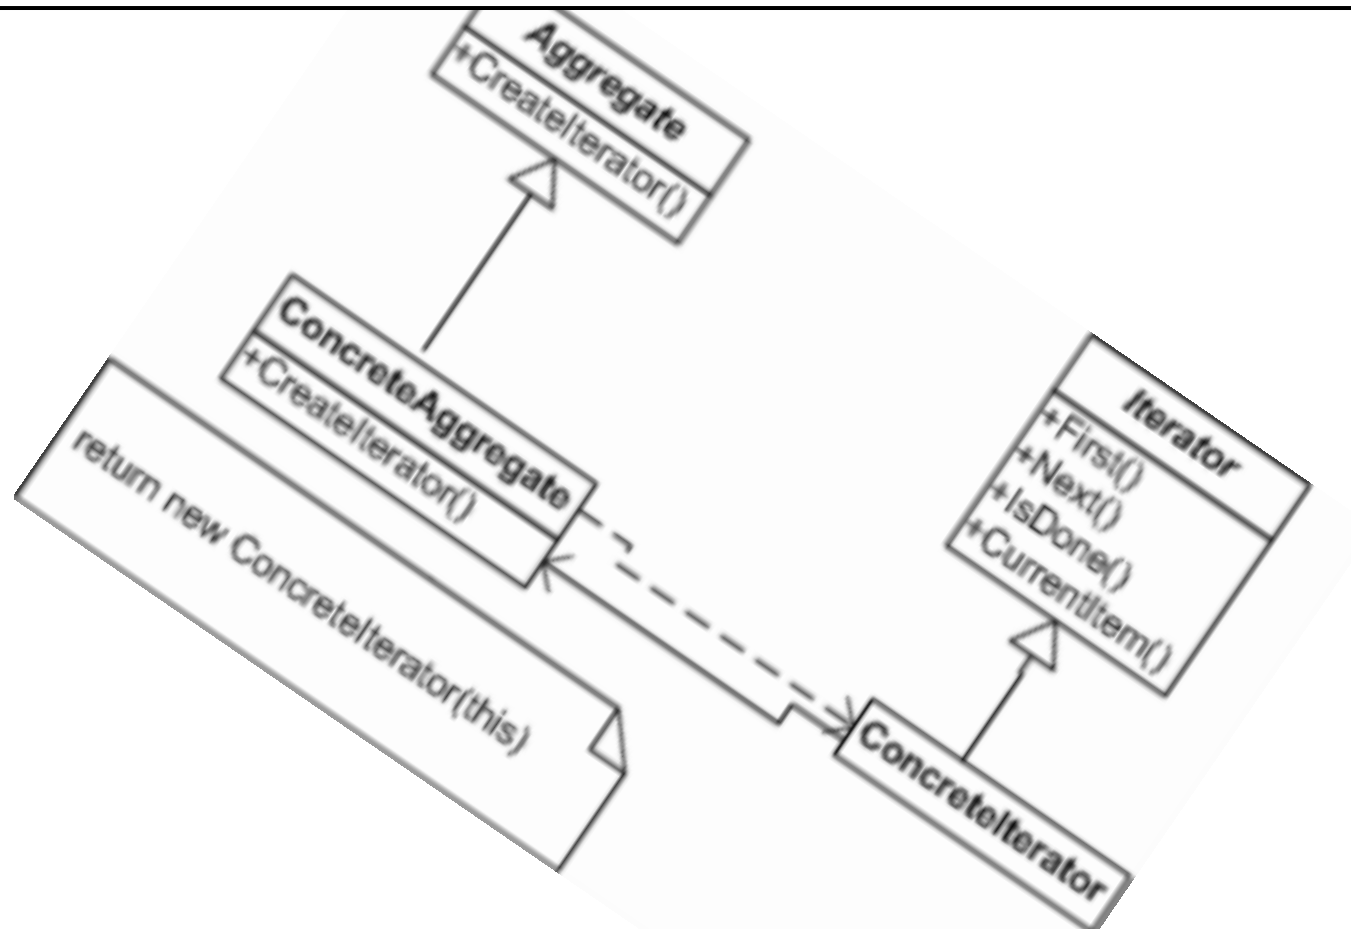 Aggregate
+CreateIterator()
ConcreteAggregate
+CreateIterator()
return new ConcreteIterator(this)
Iterator
+First()
+Next()
+IsDone()
+CurrentItem()
ConcreteIterator